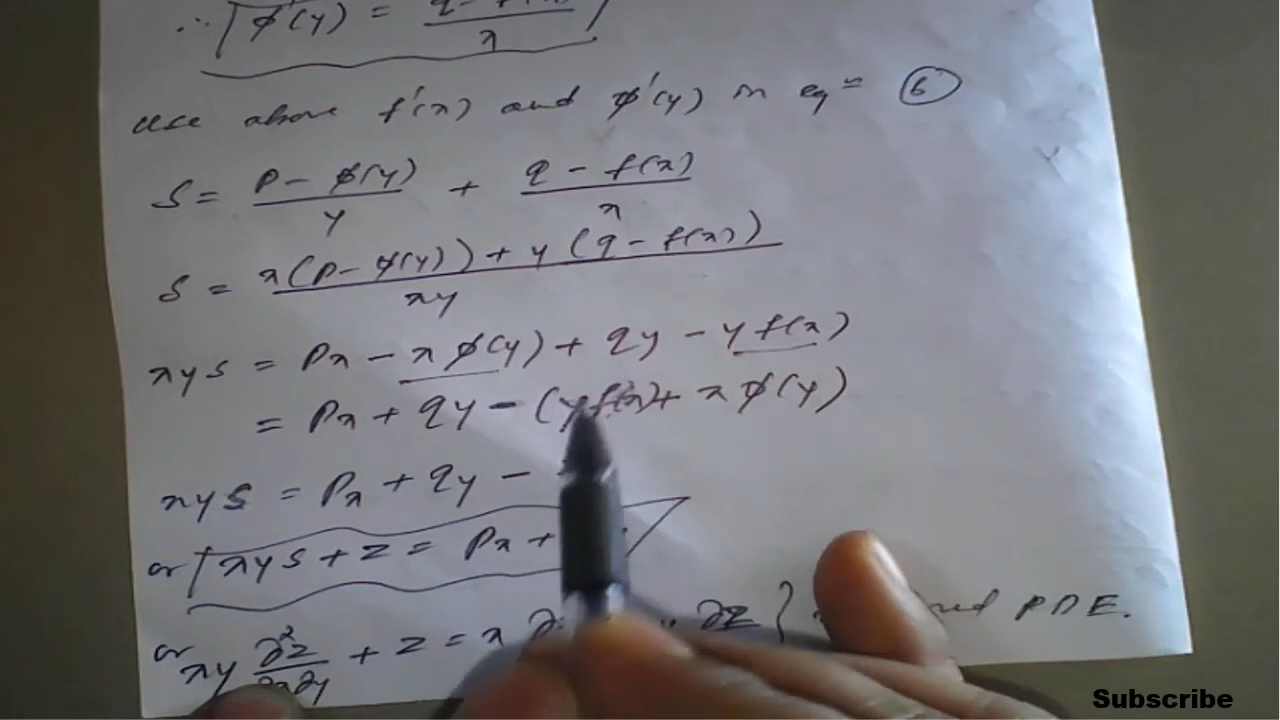 ∴ φ'(y) = q - f(x) / x
use above f'(x) and φ'(y) in eqⁿ ⑥
S = P - φ(y) / y + q - f(x) / x
S = x(P - φ(y)) + y(q - f(x)) / xy
xyS = Px - xφ(y) + qy - yf(x)
= Px + qy - (yf(x) + xφ(y)
xyS = Px + qy -
or xyS + z = Px +
or xy ∂²z/∂x∂y + z = x ∂z } PDE.
Subscribe